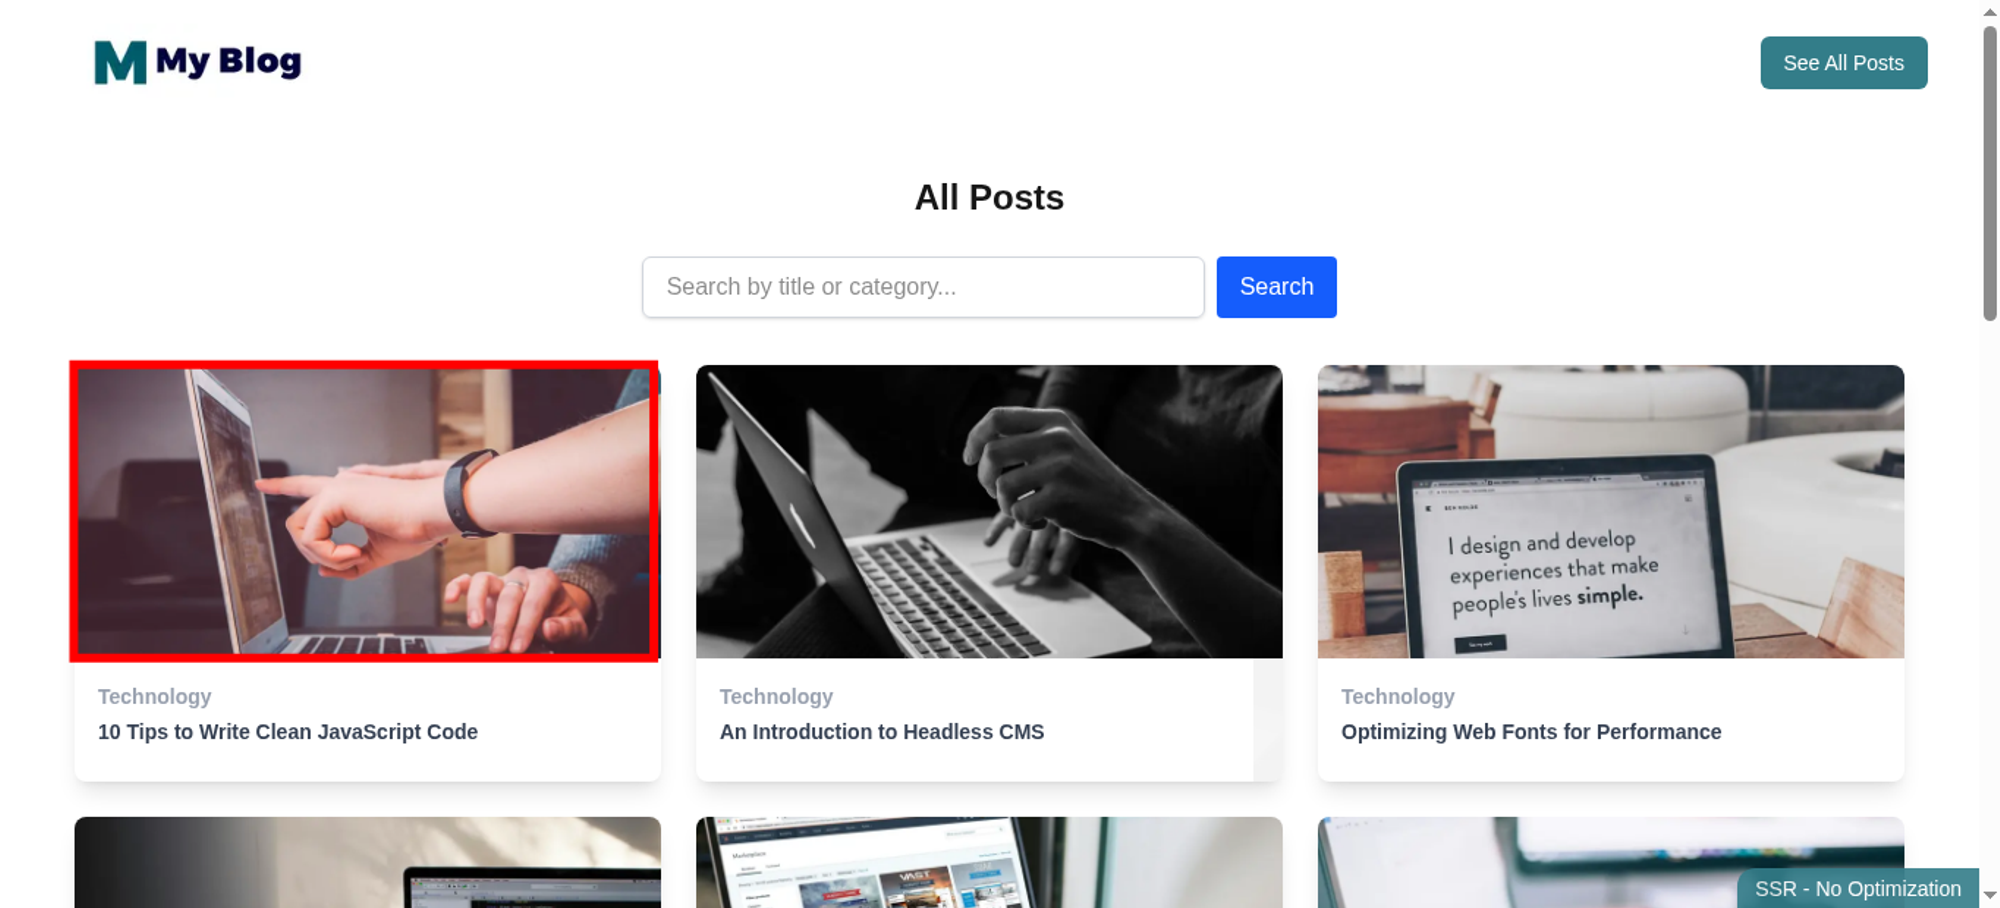 M My Blog
See All Posts
All Posts
Search by title or category...
Search
I design and develop
experiences that make
people's lives simple.
Technology
10 Tips to Write Clean JavaScript Code
Technology
An Introduction to Headless CMS
Technology
Optimizing Web Fonts for Performance
Marketplace
VAST
SSR - No Optimization